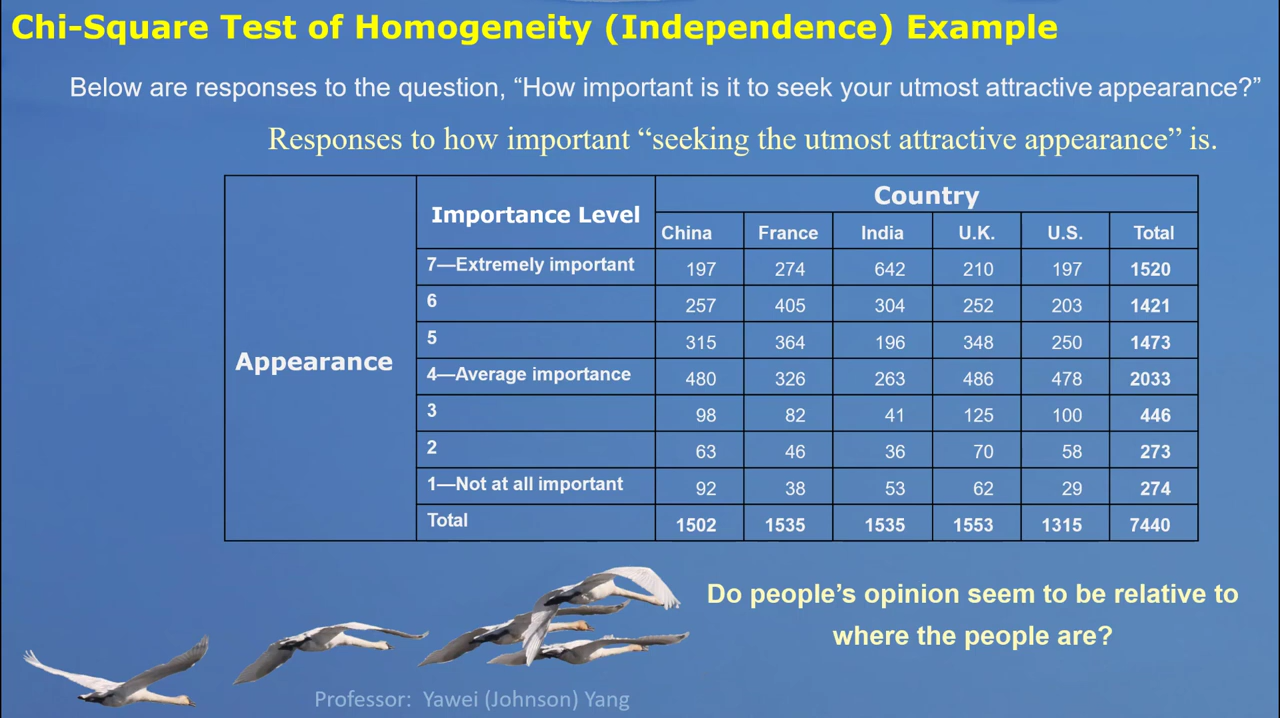 Chi-Square Test of Homogeneity (Independence) Example
Below are responses to the question, “How important is it to seek your utmost attractive appearance?”
Responses to how important “seeking the utmost attractive appearance” is.
Appearance
Importance Level
Country
China France India U.K. U.S. Total
7—Extremely important 197 274 642 210 197 1520
6 257 405 304 252 203 1421
5 315 364 196 348 250 1473
4—Average importance 480 326 263 486 478 2033
3 98 82 41 125 100 446
2 63 46 36 70 58 273
1—Not at all important 92 38 53 62 29 274
Total 1502 1535 1535 1553 1315 7440
Do people’s opinion seem to be relative to
where the people are?
Professor: Yawei (Johnson) Yang